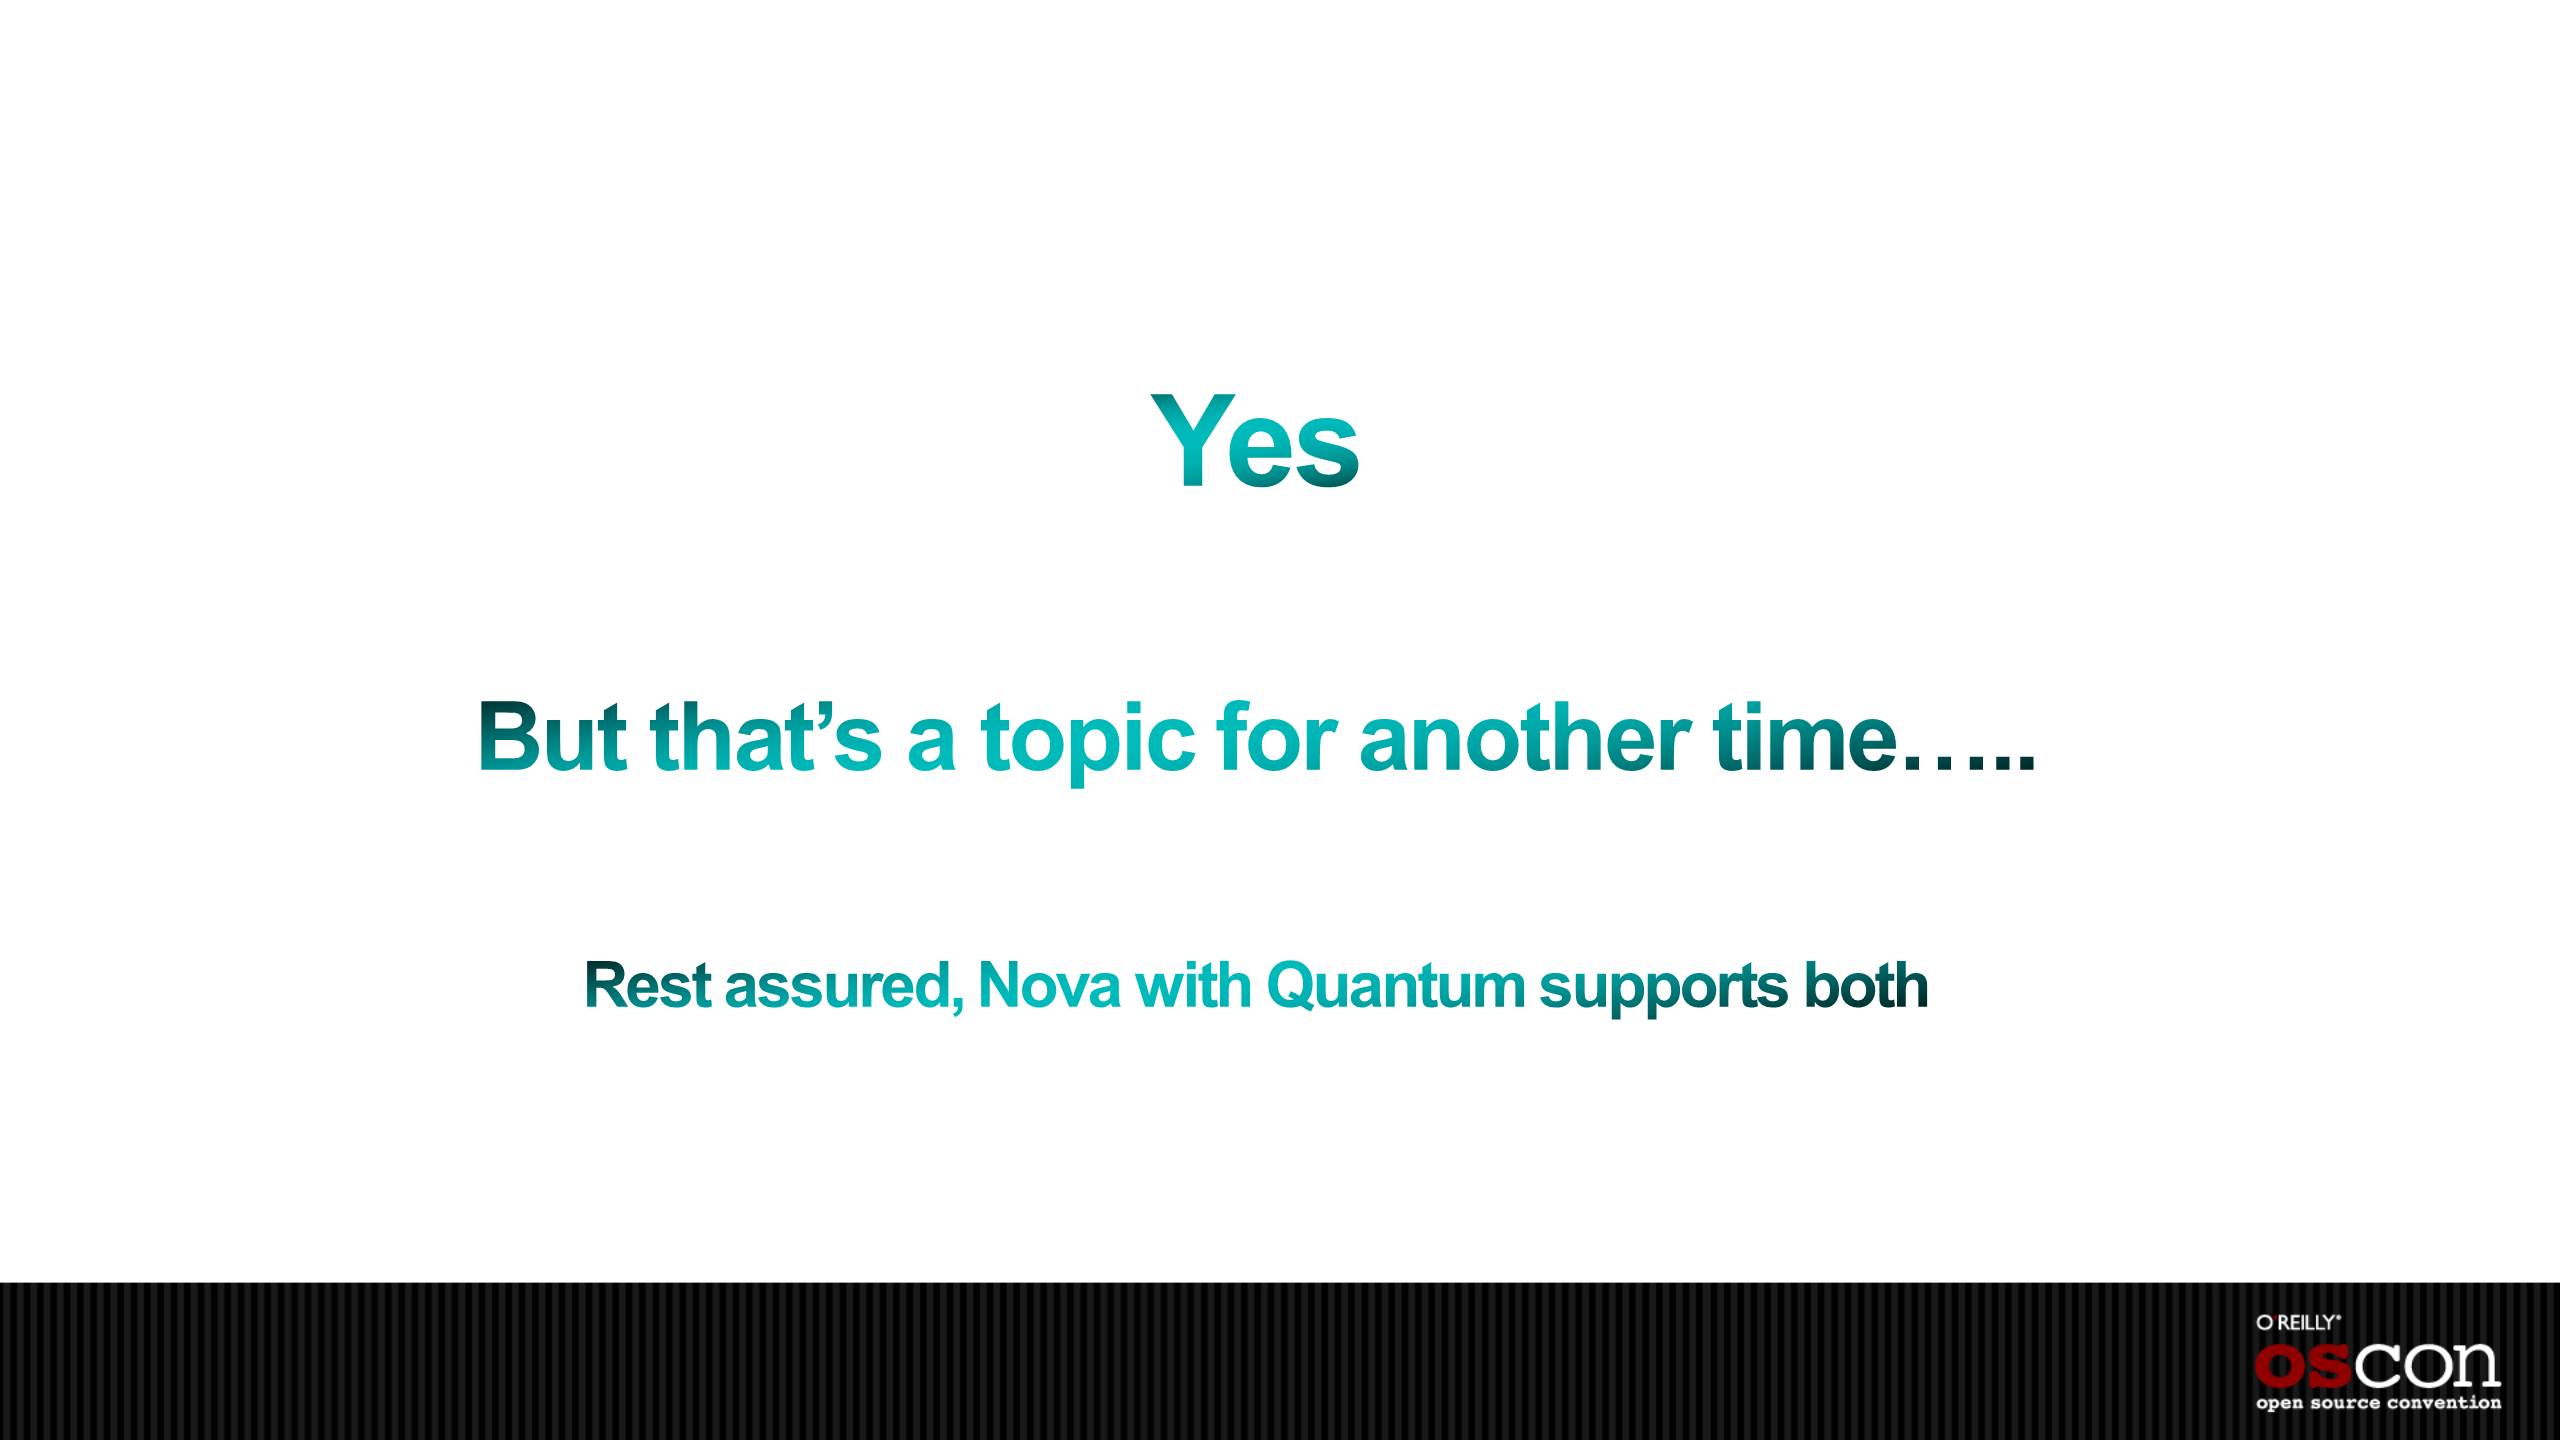 Yes
But that’s a topic for another time…..
Rest assured, Nova with Quantum supports both
O'REILLY®
oscon
open source convention